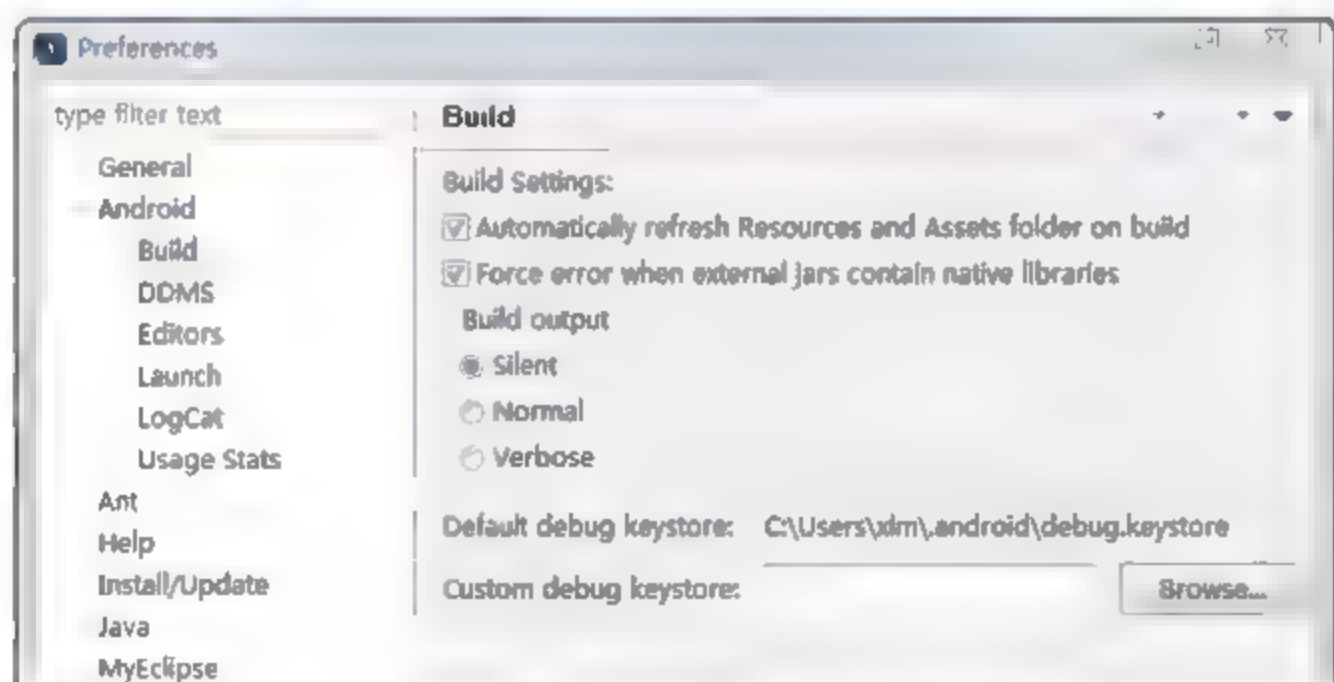 Preferences
type filter text
General
Android
Build
DDMS
Editors
Launch
LogCat
Usage Stats
Ant
Help
Install/Update
Java
MyEclipse
Build
Build Settings:
Automatically refresh Resources and Assets folder on build
Force error when external jars contain native libraries
Build output
Silent
Normal
Verbose
Default debug keystore: C:\Users\xlm\.android\debug.keystore
Custom debug keystore:
Browse...